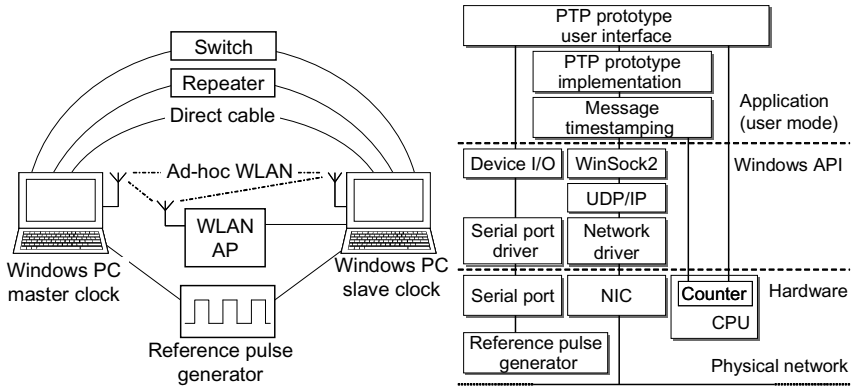 Switch
Repeater
Direct cable
Ad-hoc WLAN
WLAN
AP
Windows PC
master clock
Windows PC
slave clock
Reference pulse
generator
PTP prototype
user interface
PTP prototype
implementation
Message
timestamping
Application
(user mode)
Device I/O
WinSock2
Windows API
UDP/IP
Serial port
driver
Network
driver
Serial port
NIC
Counter
CPU
Hardware
Reference pulse
generator
Physical network